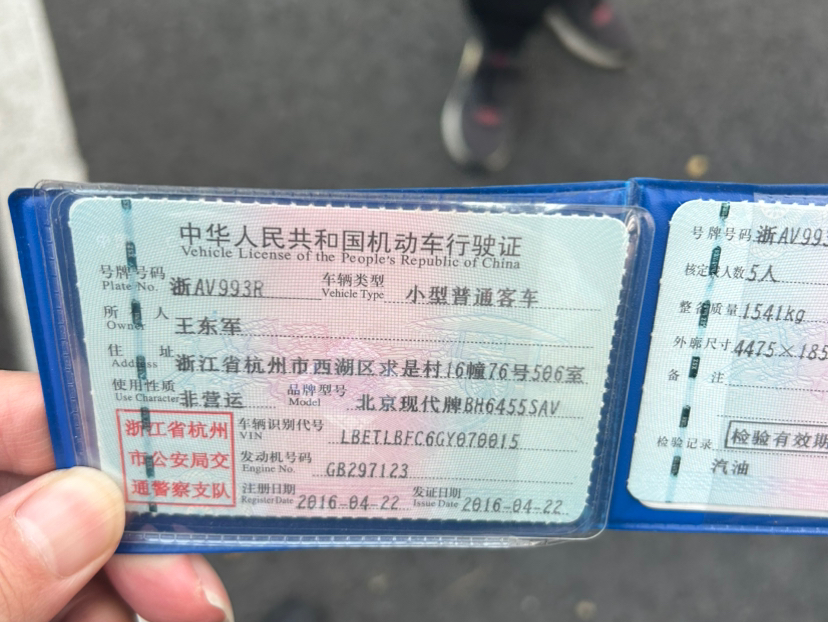 中华人民共和国机动车行驶证
Vehicle License of the People's Republic of China
号牌号码 浙AV993R 车辆类型 小型普通客车
Plate No. Vehicle Type
所有人 王东军
Owner
住址 浙江省杭州市西湖区求是村16幢76号506室
Address
使用性质 非营运 品牌型号 北京现代牌BH6455SAV
Use Character Model
浙江省杭州
市公安局交
通警察支队
车辆识别代号 LBETLBFC6GY070015
VIN
发动机号码 GB297123
Engine No.
注册日期 2016-04-22 发证日期 2016-04-22
Register Date Issue Date
号牌号码 浙AV993
核定载人数 5人
整备质量 1541kg
外廓尺寸 4475×185
备注
检验记录 检验有效期
汽油